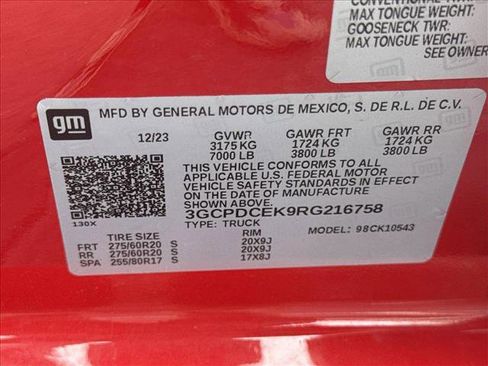 CONVENTIONAL TWR:
MAX TONGUE WEIGHT:
GOOSENECK TWR:
MAX TONGUE WEIGHT:
SEE OWNER
gm
MFD BY GENERAL MOTORS DE MEXICO, S. DE R.L. DE C.V.
12/23 GVWR GAWR FRT GAWR RR
3175 KG 1724 KG 1724 KG
7000 LB 3800 LB 3800 LB
THIS VEHICLE CONFORMS TO ALL APPLICABLE U.S. FEDERAL MOTOR
VEHICLE SAFETY STANDARDS IN EFFECT ON THE DATE OF MANUFACTURE
SHOWN ABOVE.
3GCPDCEK9RG216758
130X TYPE: TRUCK MODEL: 98CK10543
TIRE SIZE RIM
FRT 275/60R20 S 20X9J
RR 275/60R20 S 20X9J
SPA 255/80R17 S 17X8J